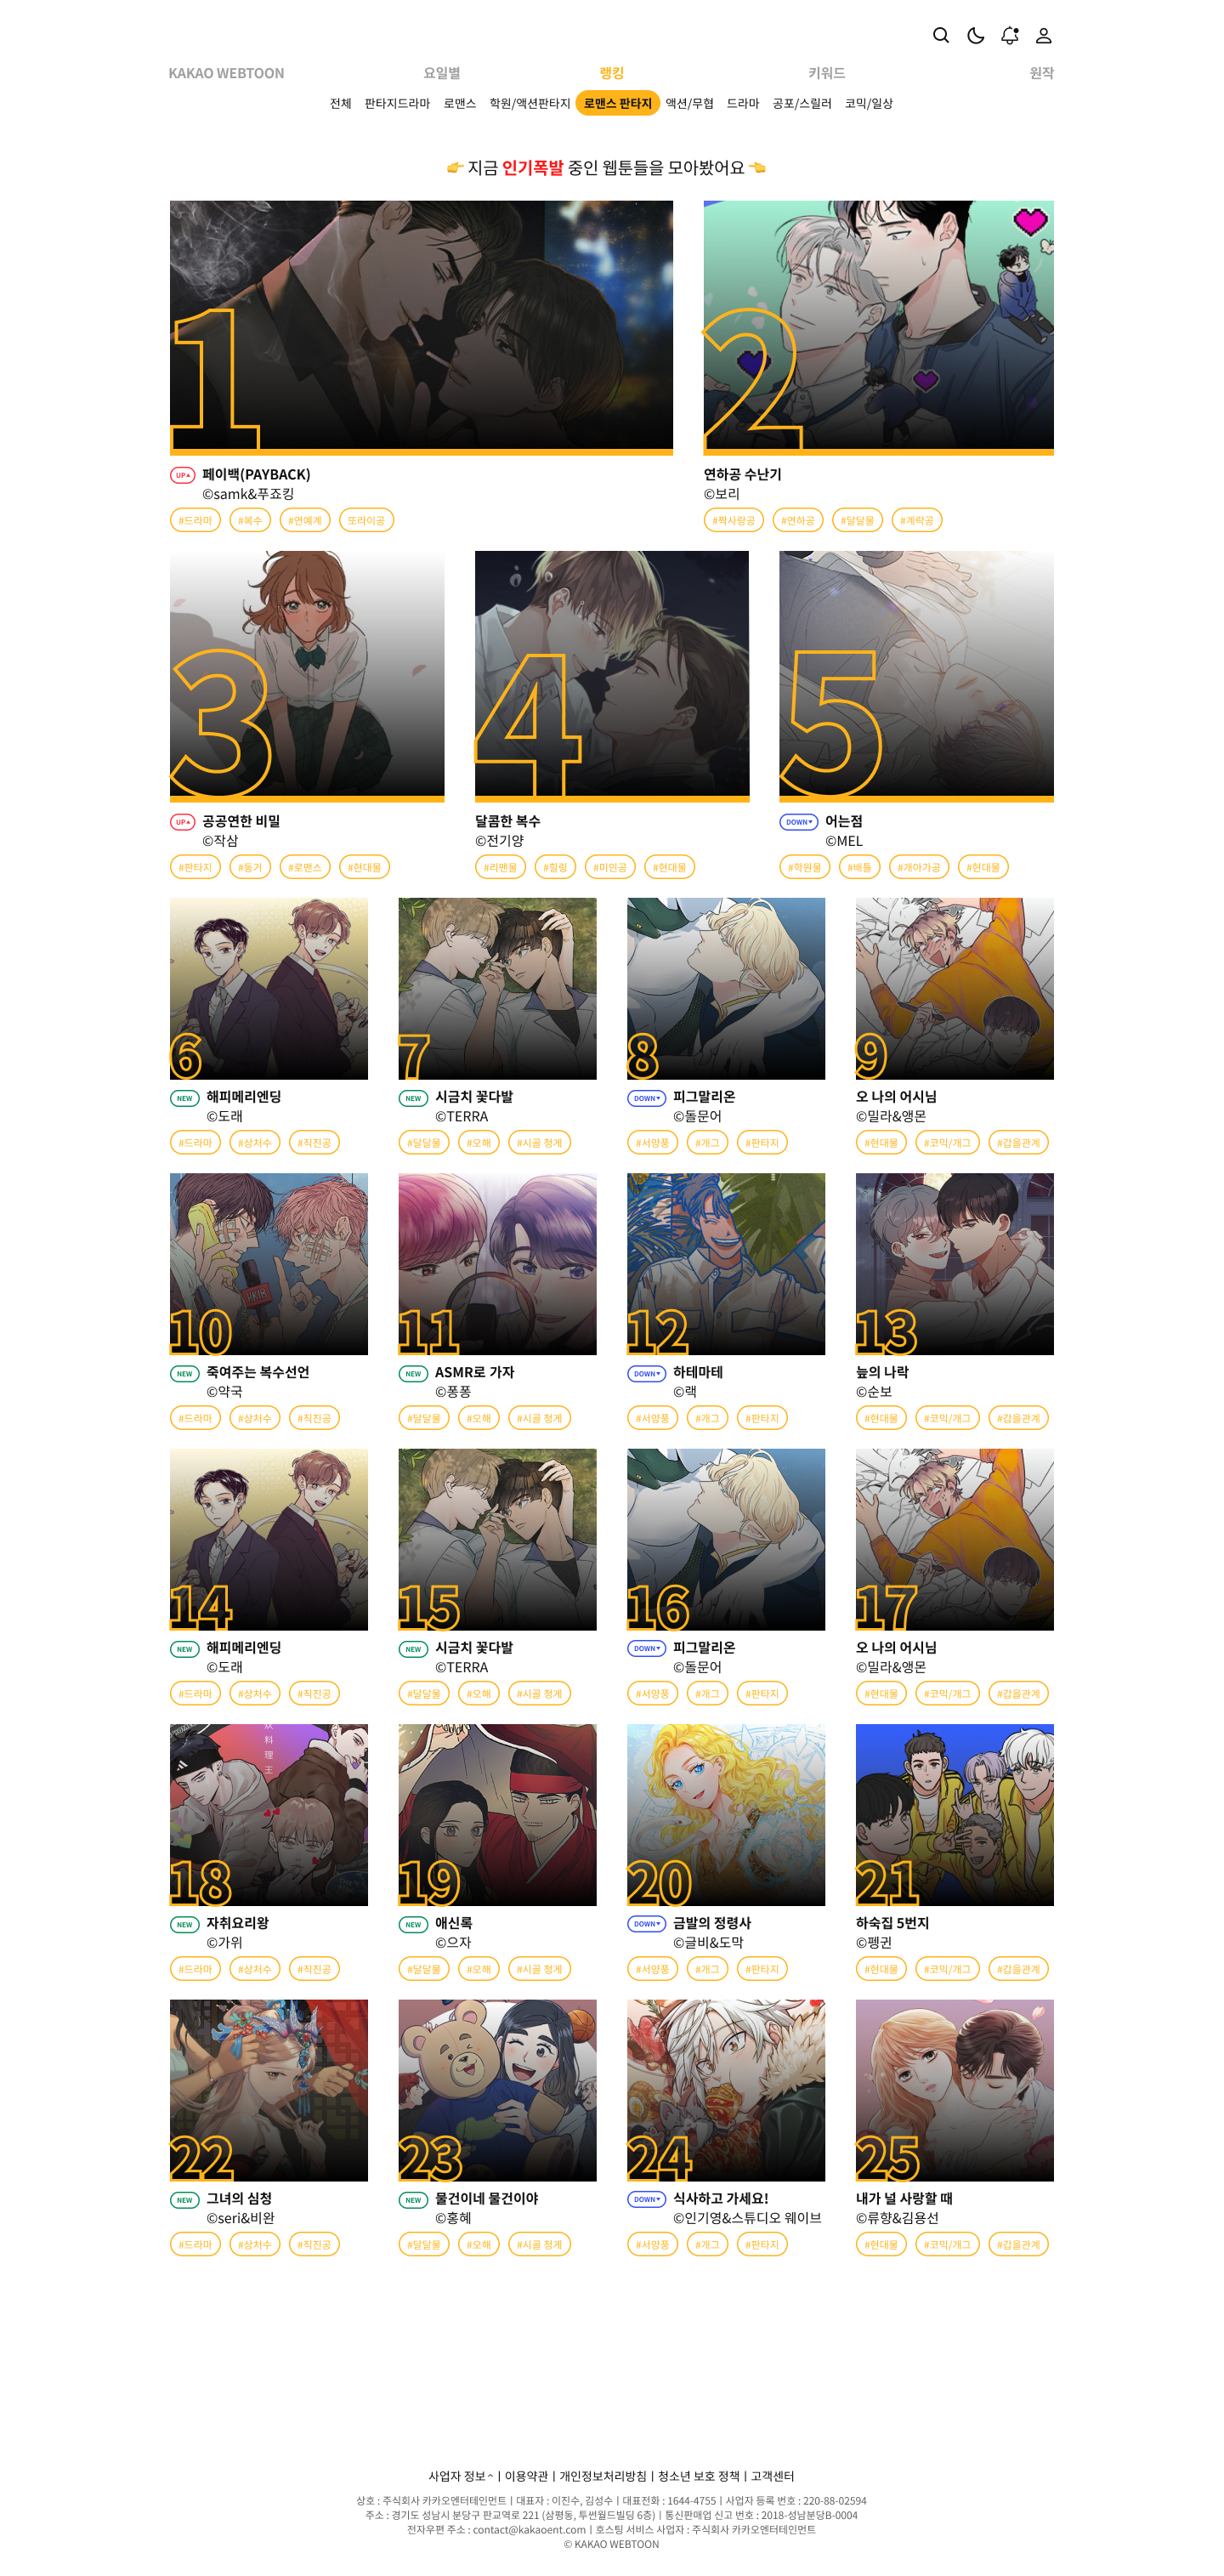 KAKAO WEBTOON 요일별 랭킹 키워드 원작
전체 판타지드라마 로맨스 학원/액션판타지 로맨스 판타지 액션/무협 드라마 공포/스릴러 코믹/일상
지금 인기폭발 중인 웹툰들을 모아봤어요
1
2
UP 페이백(PAYBACK)
©samk&푸죠킹
#드라마 #복수 #연예계 또라이공
연하공 수난기
©보리
#짝사랑공 #연하공 #달달물 #계략공
3
4
5
UP 공공연한 비밀
©작삼
#판타지 #동거 #로맨스 #현대물
달콤한 복수
©전기양
#리맨물 #힐링 #미인공 #현대물
DOWN 어는점
©MEL
#학원물 #배틀 #개아가공 #현대물
6
7
8
9
NEW 해피메리엔딩
©도래
#드라마 #상처수 #직진공
NEW 시금치 꽃다발
©TERRA
#달달물 #오해 #시골 청게
DOWN 피그말리온
©돌문어
#서양풍 #개그 #판타지
오 나의 어시님
©밀라&앵몬
#현대물 #코믹/개그 #갑을관계
10
11
12
13
NEW 죽여주는 복수선언
©약국
#드라마 #상처수 #직진공
NEW ASMR로 가자
©퐁퐁
#달달물 #오해 #시골 청게
DOWN 하테마테
©랙
#서양풍 #개그 #판타지
늪의 나락
©순보
#현대물 #코믹/개그 #갑을관계
14
15
16
17
NEW 해피메리엔딩
©도래
#드라마 #상처수 #직진공
NEW 시금치 꽃다발
©TERRA
#달달물 #오해 #시골 청게
DOWN 피그말리온
©돌문어
#서양풍 #개그 #판타지
오 나의 어시님
©밀라&앵몬
#현대물 #코믹/개그 #갑을관계
料
理
王
18
19
20
21
NEW 자취요리왕
©가위
#드라마 #상처수 #직진공
NEW 애신록
©으자
#달달물 #오해 #시골 청게
DOWN 금발의 정령사
©글비&도막
#서양풍 #개그 #판타지
하숙집 5번지
©펭귄
#현대물 #코믹/개그 #갑을관계
22
23
24
25
NEW 그녀의 심청
©seri&비완
#드라마 #상처수 #직진공
NEW 물건이네 물건이야
©홍혜
#달달물 #오해 #시골 청게
DOWN 식사하고 가세요!
©인기영&스튜디오 웨이브
#서양풍 #개그 #판타지
내가 널 사랑할 때
©류향&김용선
#현대물 #코믹/개그 #갑을관계
사업자 정보 | 이용약관 | 개인정보처리방침 | 청소년 보호 정책 | 고객센터
상호 : 주식회사 카카오엔터테인먼트 | 대표자 : 이진수, 김성수 | 대표전화 : 1644-4755 | 사업자 등록 번호 : 220-88-02594
주소 : 경기도 성남시 분당구 판교역로 221 (삼평동, 투썬월드빌딩 6층) | 통신판매업 신고 번호 : 2018-성남분당B-0004
전자우편 주소 : contact@kakaoent.com | 호스팅 서비스 사업자 : 주식회사 카카오엔터테인먼트
© KAKAO WEBTOON